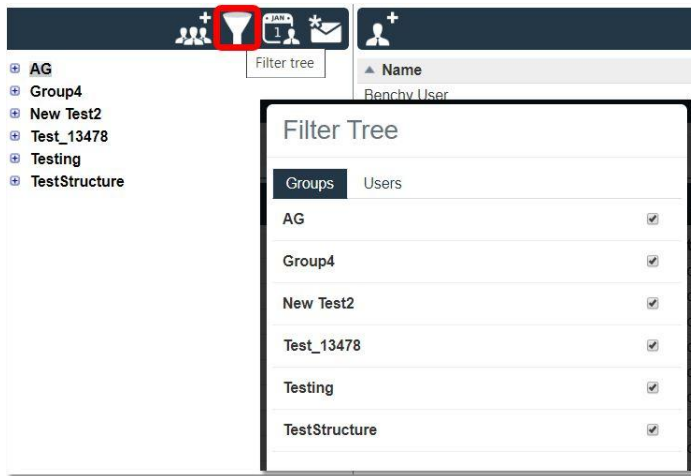 JAN
1
Filter tree
AG
Group4
New Test2
Test_13478
Testing
TestStructure
Name
Benchy User
Filter Tree
Groups Users
AG
Group4
New Test2
Test_13478
Testing
TestStructure